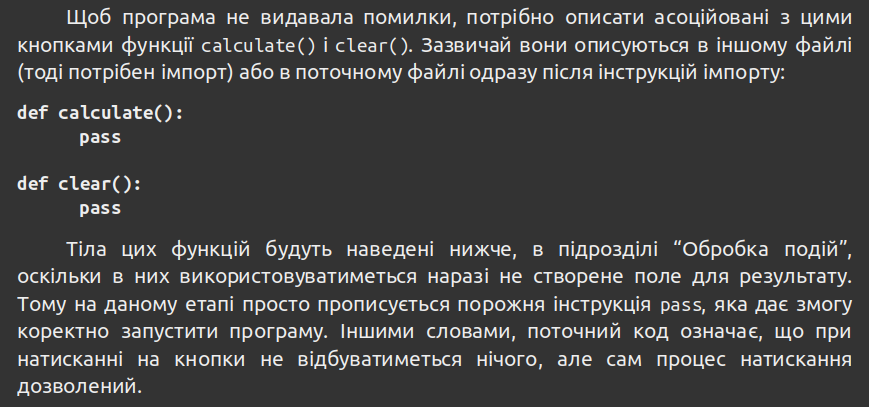 Щоб програма не видавала помилки, потрібно описати асоційовані з цими
кнопками функції calculate() і clear(). Зазвичай вони описуються в іншому файлі
(тоді потрібен імпорт) або в поточному файлі одразу після інструкцій імпорту:
def calculate():
pass
def clear():
pass
Тіла цих функцій будуть наведені нижче, в підрозділі “Обробка подій”,
оскільки в них використовуватиметься наразі не створене поле для результату.
Тому на даному етапі просто прописується порожня інструкція pass, яка дає змогу
коректно запустити програму. Іншими словами, поточний код означає, що при
натисканні на кнопки не відбуватиметься нічого, але сам процес натискання
дозволений.